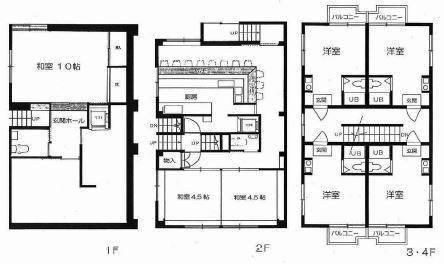 和室 10帖
玄関ホール
UP
1F
UP
厨房
DN
UP
UP
物入
和室 4.5帖
和室 4.5帖
2F
バルコニー
バルコニー
洋室
洋室
玄関
UB
UB
玄関
UP
DN
玄関
UB
UB
玄関
洋室
洋室
バルコニー
バルコニー
3・4F